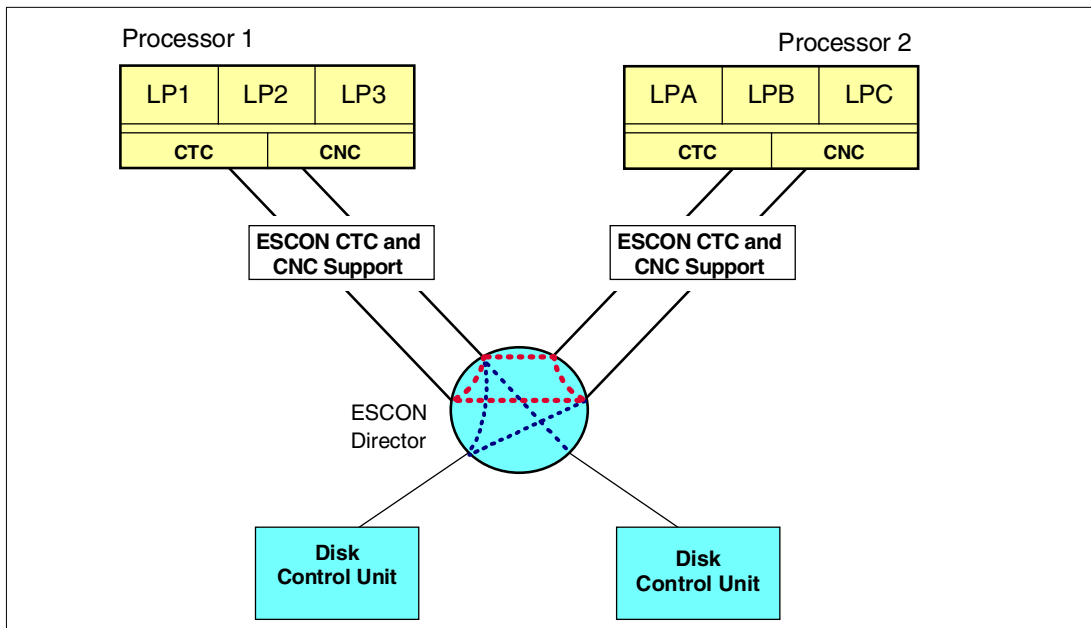 Processor 1
Processor 2
LP1 LP2 LP3
LPA LPB LPC
CTC CNC
CTC CNC
ESCON CTC and
CNC Support
ESCON CTC and
CNC Support
ESCON
Director
Disk
Control Unit
Disk
Control Unit